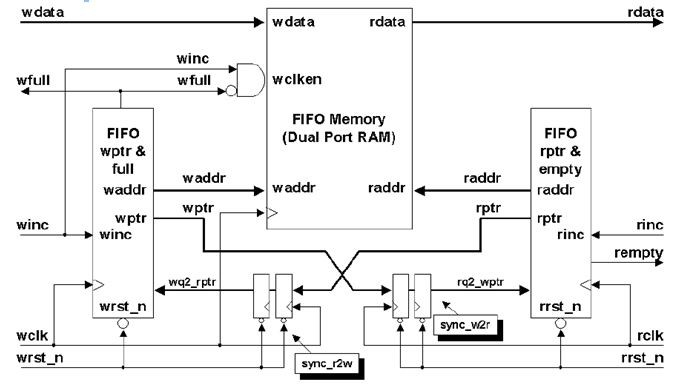 wdata
wdata
rdata
rdata
winc
wclken
wfull
wfull
FIFO Memory
(Dual Port RAM)
FIFO
wptr &
full
FIFO
rptr &
empty
waddr
waddr
waddr
raddr
raddr
raddr
wptr
wptr
rptr
rptr
winc
winc
rinc
rinc
rempty
wq2_rptr
rq2_wptr
wrst_n
rrst_n
sync_w2r
wclk
rclk
wrst_n
sync_r2w
rrst_n